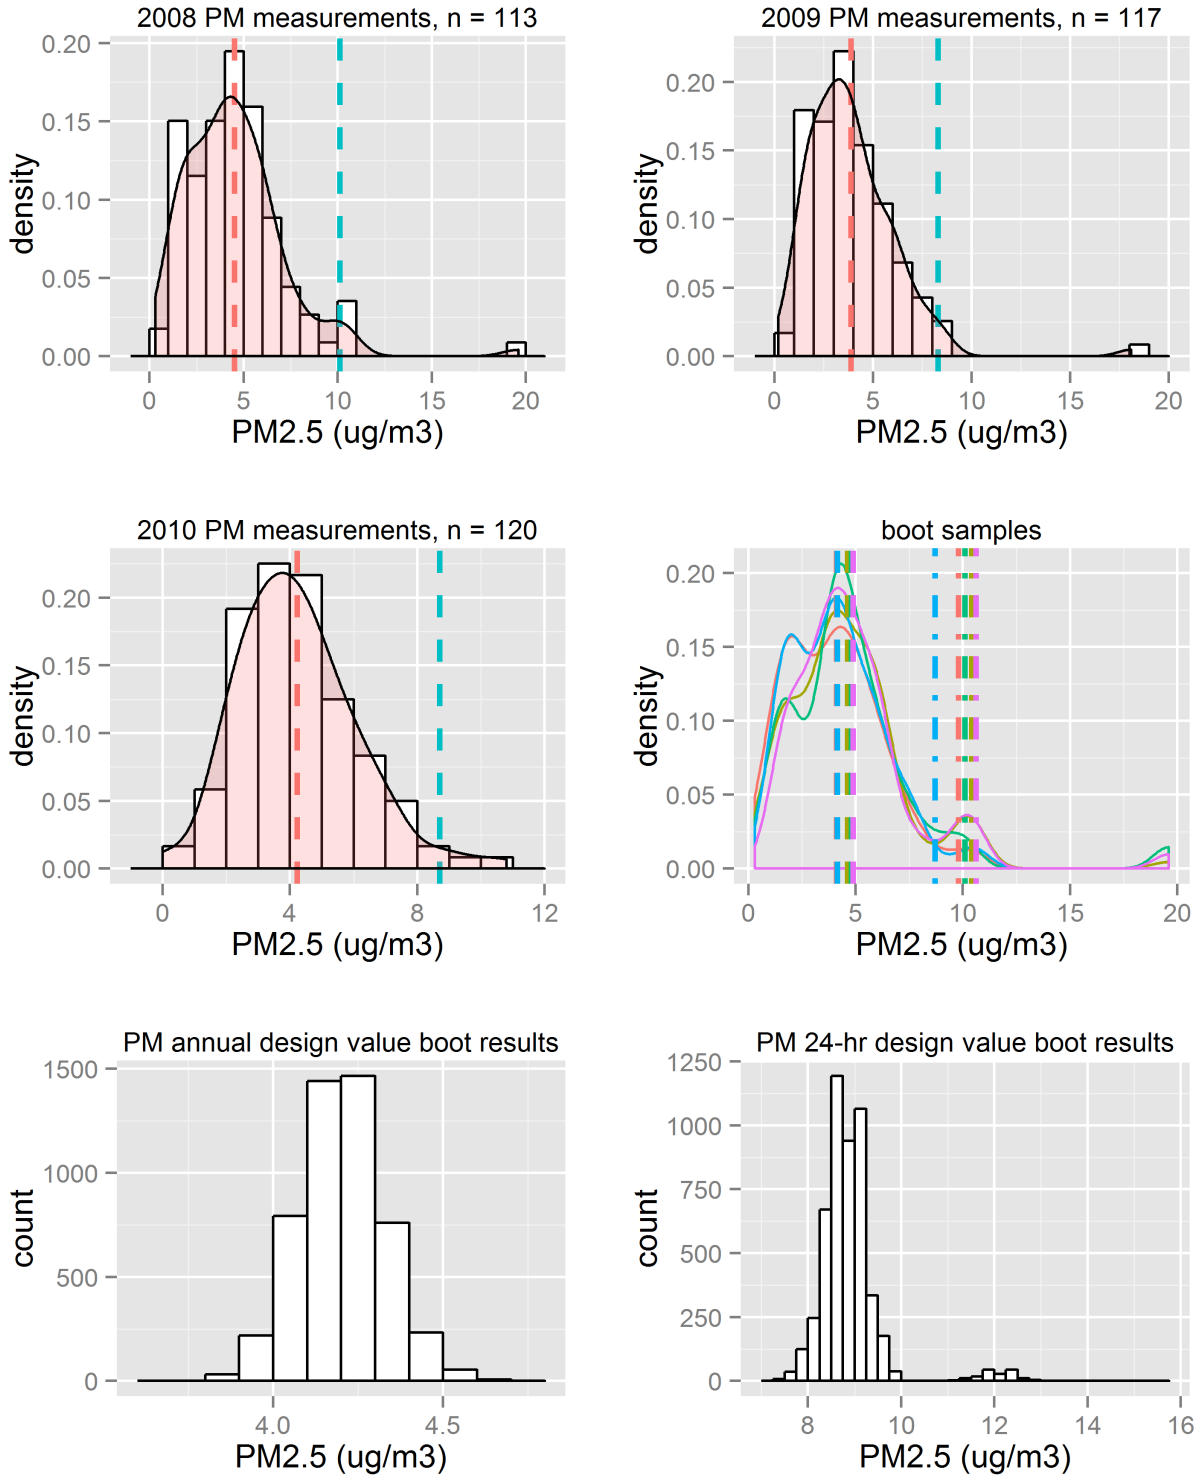 2008 PM measurements, n = 113
0.20
0.15
0.10
0.05
0.00
density
0 5 10 15 20
PM2.5 (ug/m3)
2009 PM measurements, n = 117
0.20
0.15
0.10
0.05
0.00
density
0 5 10 15 20
PM2.5 (ug/m3)
2010 PM measurements, n = 120
0.20
0.15
0.10
0.05
0.00
density
0 4 8 12
PM2.5 (ug/m3)
boot samples
0.20
0.15
0.10
0.05
0.00
density
0 5 10 15 20
PM2.5 (ug/m3)
PM annual design value boot results
1500
1000
500
0
count
4.0 4.5
PM2.5 (ug/m3)
PM 24-hr design value boot results
1250
1000
750
500
250
0
count
8 10 12 14 16
PM2.5 (ug/m3)